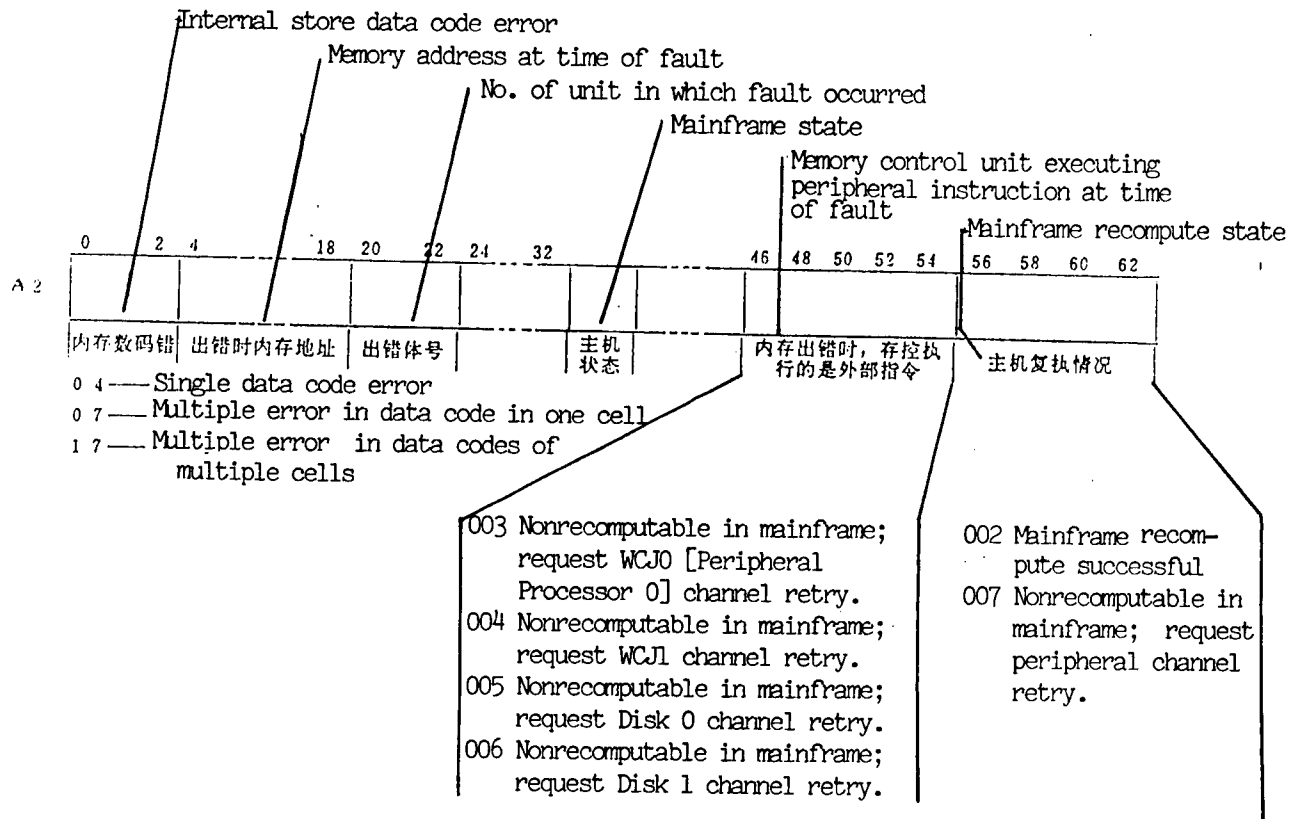 Internal store data code error
Memory address at time of fault
No. of unit in which fault occurred
Mainframe state
Memory control unit executing
peripheral instruction at time
of fault
Mainframe recompute state
0 2 4 18 20 22 24 32 46 48 50 52 54 56 58 60 62
A 2
内存数码错 出错时内存地址 出错体号 主机
状态
内存出错时，存控执
行的是外部指令
主机复执情况
0 4 —— Single data code error
0 7 —— Multiple error in data code in one cell
1 7 —— Multiple error in data codes of
multiple cells
003 Nonrecomputable in mainframe;
request WCJ0 [Peripheral
Processor 0] channel retry.
004 Nonrecomputable in mainframe;
request WCJ1 channel retry.
005 Nonrecomputable in mainframe;
request Disk 0 channel retry.
006 Nonrecomputable in mainframe;
request Disk 1 channel retry.
002 Mainframe recom-
pute successful
007 Nonrecomputable in
mainframe; request
peripheral channel
retry.